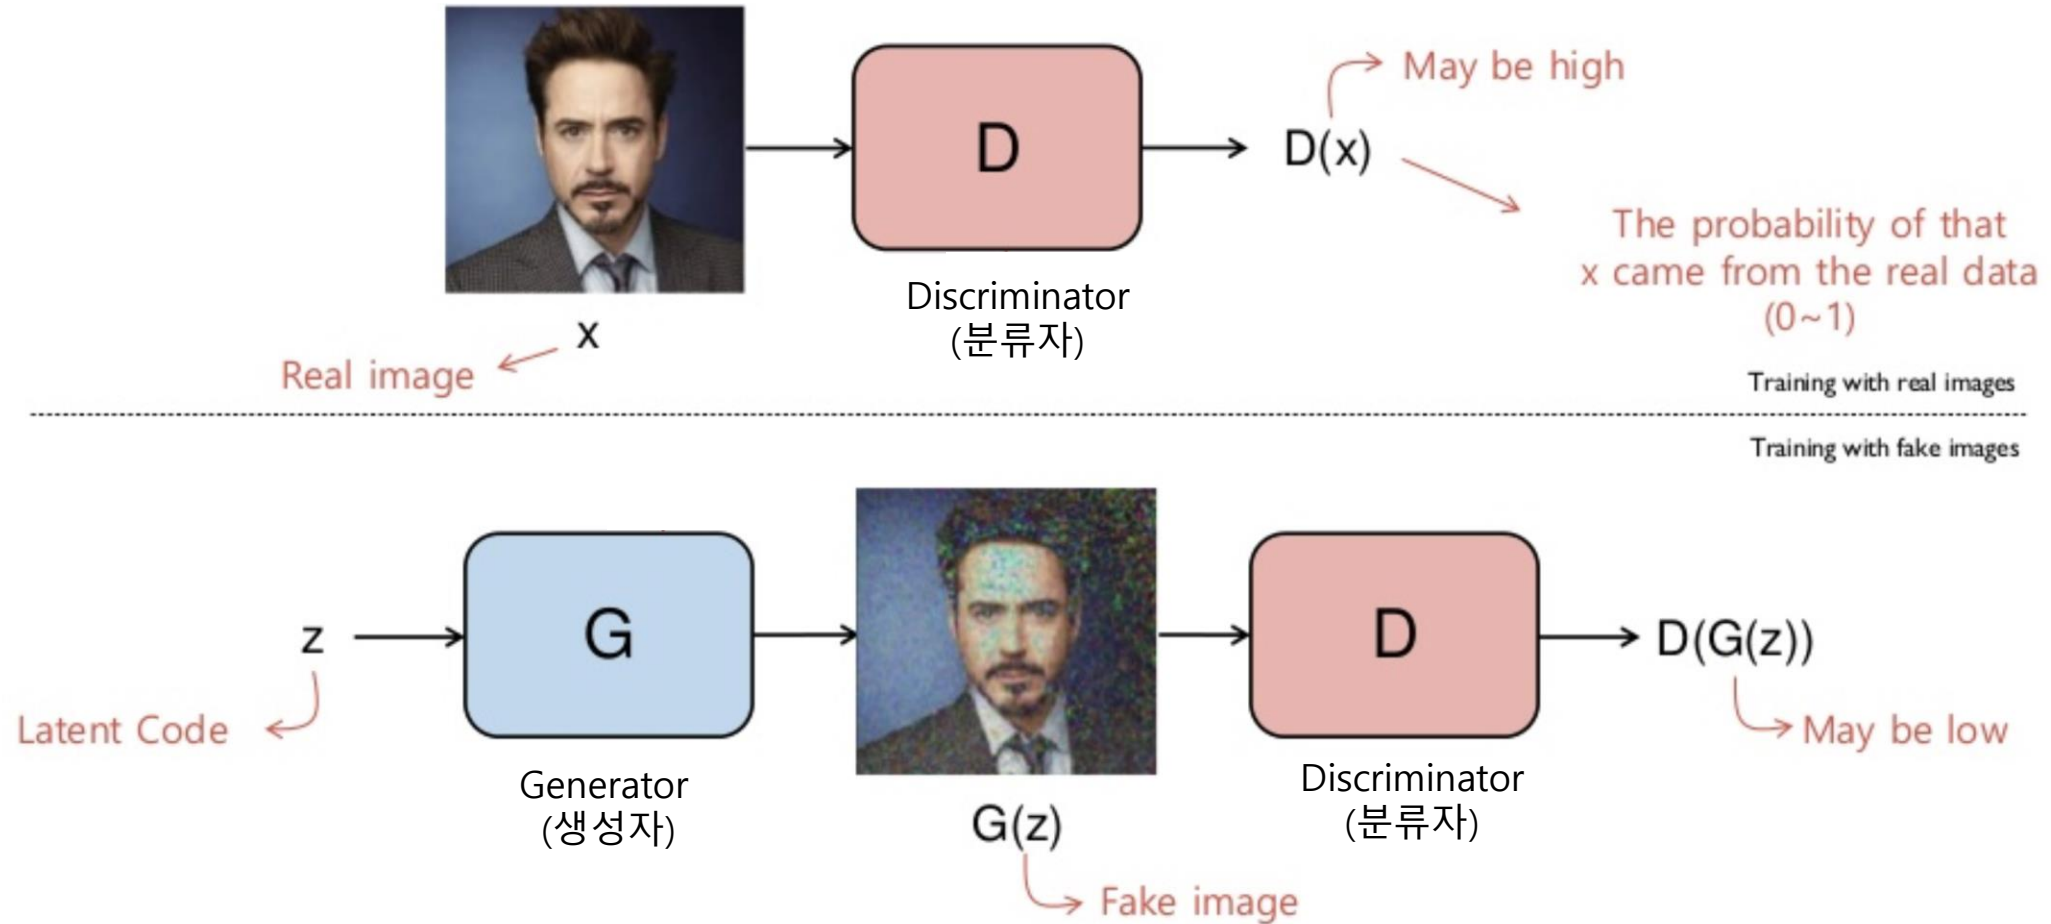 May be high
D
D(x)
The probability of that
x came from the real data
(0~1)
Discriminator
(분류자)
x
Real image
Training with real images
Training with fake images
z
G
D
D(G(z))
Latent Code
May be low
Generator
(생성자)
Discriminator
(분류자)
G(z)
Fake image